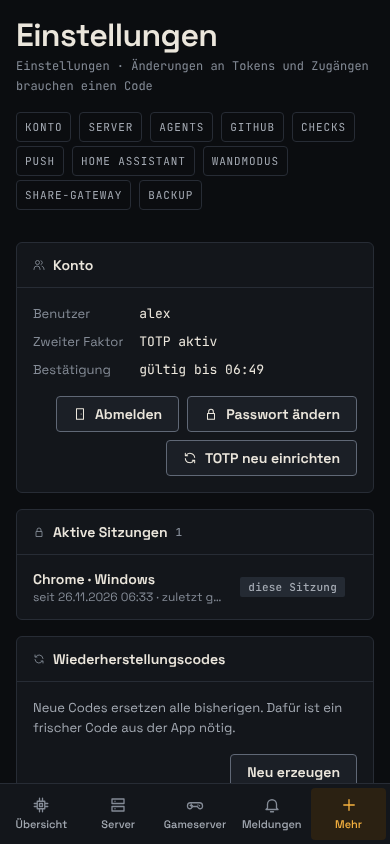 Einstellungen
Einstellungen · Änderungen an Tokens und Zugängen
brauchen einen Code
KONTO SERVER AGENTS GITHUB CHECKS
PUSH HOME ASSISTANT WANDMODUS
SHARE-GATEWAY BACKUP
Konto
Benutzer alex
Zweiter Faktor TOTP aktiv
Bestätigung gültig bis 06:49
Abmelden Passwort ändern
TOTP neu einrichten
Aktive Sitzungen 1
Chrome · Windows
seit 26.11.2026 06:33 · zuletzt g…
diese Sitzung
Wiederherstellungscodes
Neue Codes ersetzen alle bisherigen. Dafür ist ein
frischer Code aus der App nötig.
Neu erzeugen
Übersicht Server Gameserver Meldungen Mehr